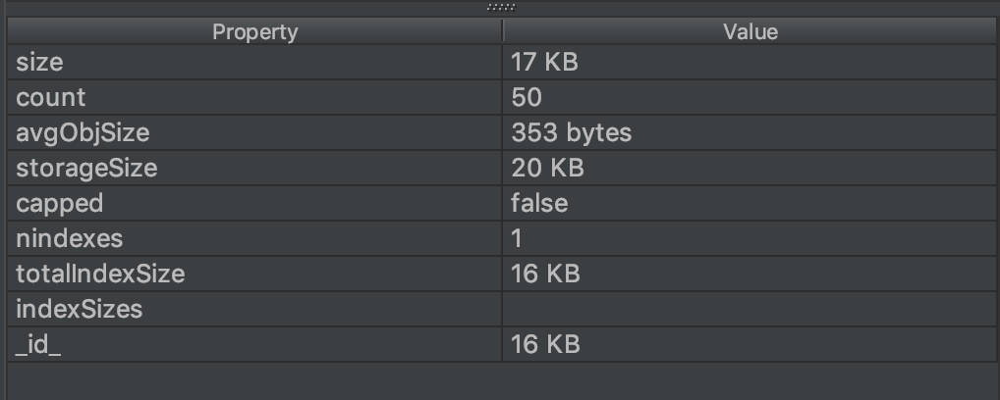 Property Value
size 17 KB
count 50
avgObjSize 353 bytes
storageSize 20 KB
capped false
nindexes 1
totalIndexSize 16 KB
indexSizes
_id_ 16 KB